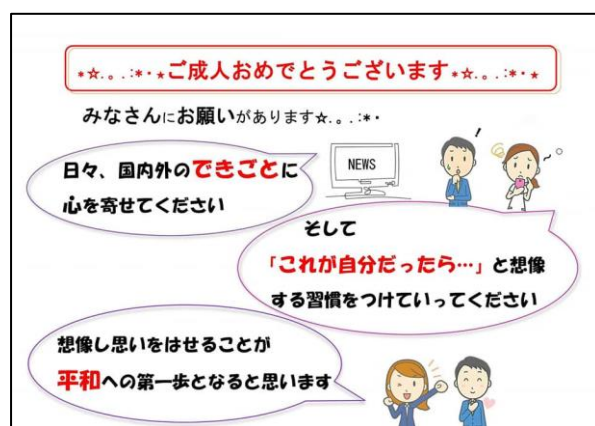 *☆.。.:*・★ご成人おめでとうございます*☆.。.:*・★
みなさんにお願いがあります☆.。.:*・
日々、国内外のできごとに
心を寄せてください
NEWS
!
そして
「これが自分だったら…」と想像
する習慣をつけていってください
想像し思いをはせることが
平和への第一歩となると思います